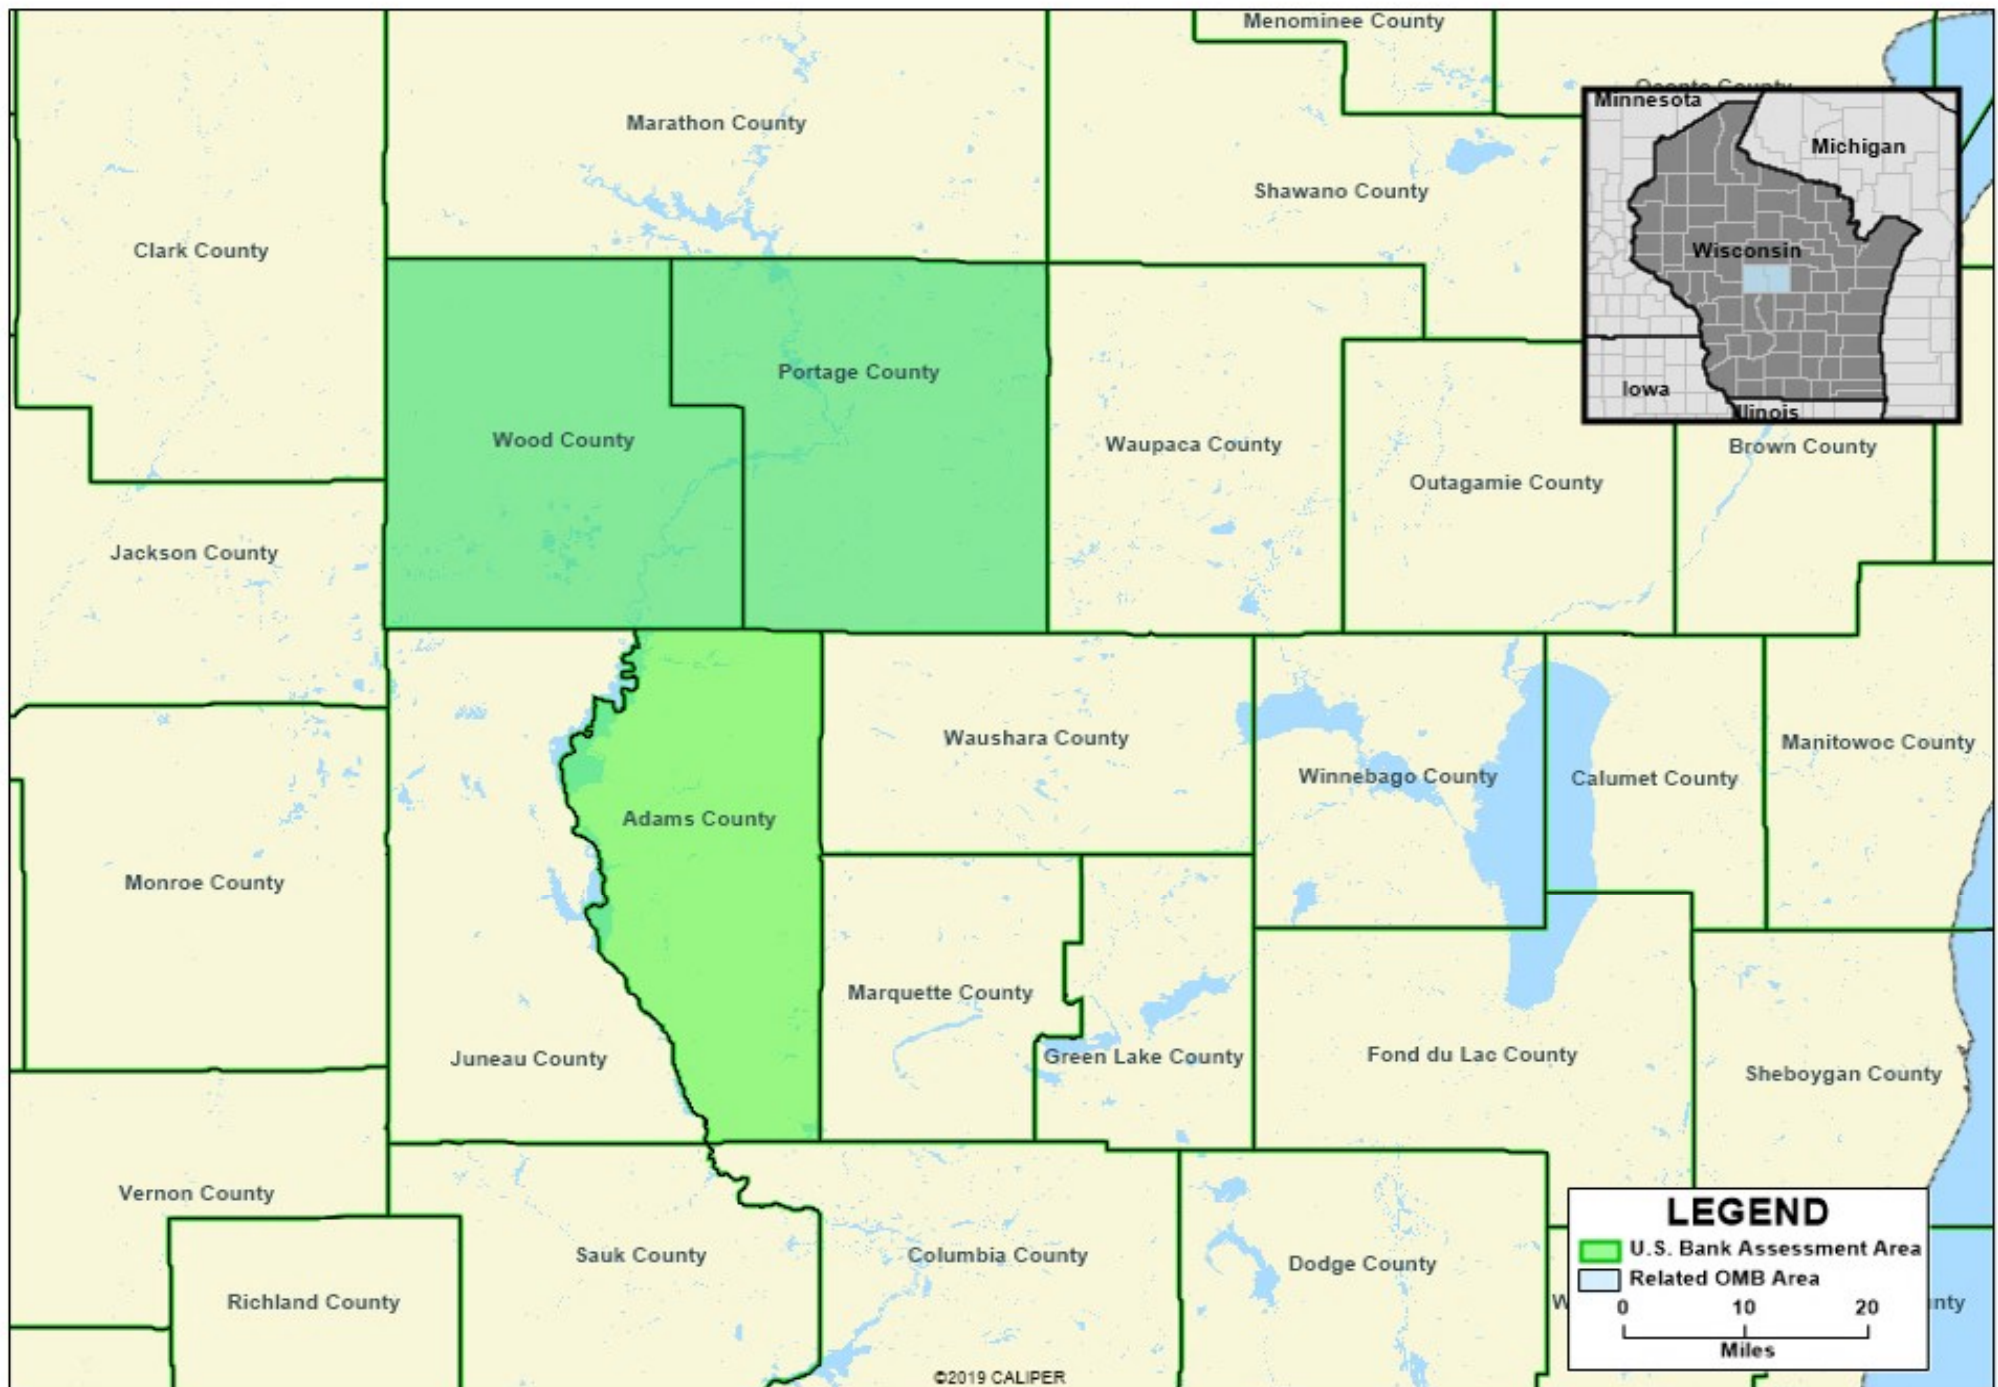 Menominee County
Oconto County
Marathon County
Shawano County
Clark County
Minnesota
Michigan
Wisconsin
Iowa
Illinois
Portage County
Wood County
Waupaca County
Outagamie County
Brown County
Jackson County
Waushara County
Winnebago County
Calumet County
Manitowoc County
Adams County
Monroe County
Marquette County
Juneau County
Green Lake County
Fond du Lac County
Sheboygan County
Vernon County
Sauk County
Columbia County
Dodge County
Richland County
LEGEND
U.S. Bank Assessment Area
Related OMB Area
0 10 20
Miles
©2019 CALIPER